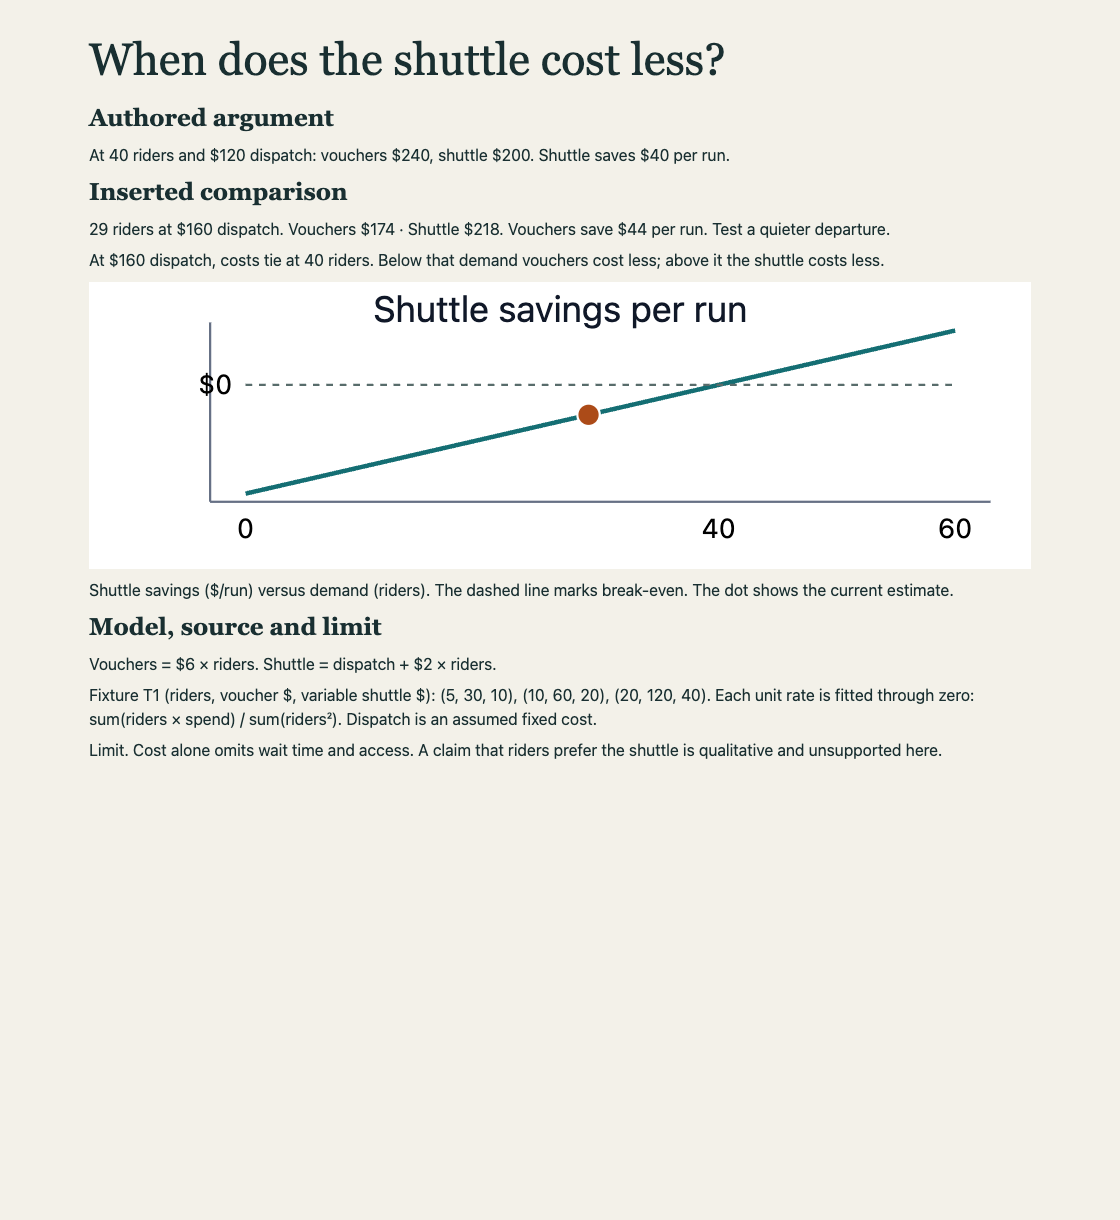 When does the shuttle cost less?
Authored argument
At 40 riders and $120 dispatch: vouchers $240, shuttle $200. Shuttle saves $40 per run.
Inserted comparison
29 riders at $160 dispatch. Vouchers $174 · Shuttle $218. Vouchers save $44 per run. Test a quieter departure.
At $160 dispatch, costs tie at 40 riders. Below that demand vouchers cost less; above it the shuttle costs less.
Shuttle savings per run
$0
0 40 60
Shuttle savings ($/run) versus demand (riders). The dashed line marks break-even. The dot shows the current estimate.
Model, source and limit
Vouchers = $6 × riders. Shuttle = dispatch + $2 × riders.
Fixture T1 (riders, voucher $, variable shuttle $): (5, 30, 10), (10, 60, 20), (20, 120, 40). Each unit rate is fitted through zero:
sum(riders × spend) / sum(riders²). Dispatch is an assumed fixed cost.
Limit. Cost alone omits wait time and access. A claim that riders prefer the shuttle is qualitative and unsupported here.